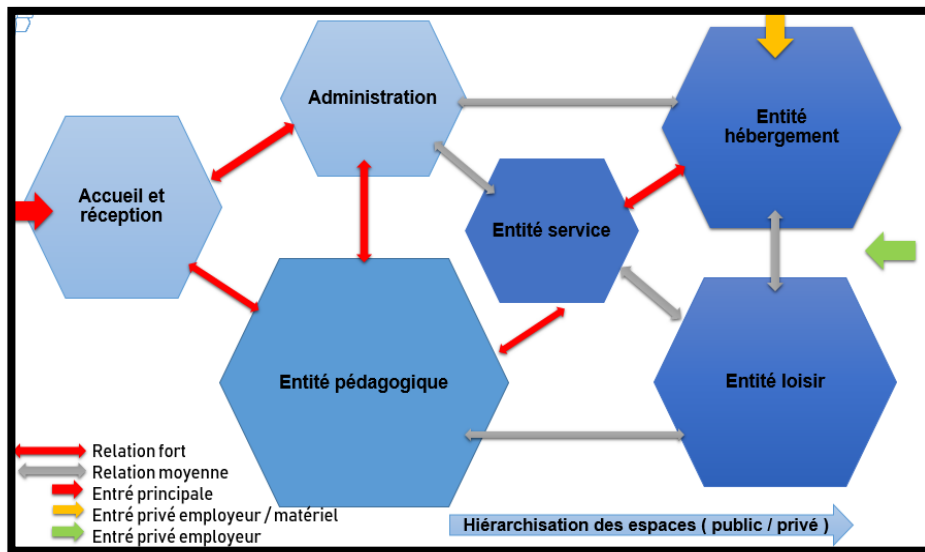 Administration
Entité
hébergement
Accueil et
réception
Entité service
Entité pédagogique
Entité loisir
Relation fort
Relation moyenne
Entré principale
Entré privé employeur / matériel
Entré privé employeur
Hiérarchisation des espaces ( public / privé )